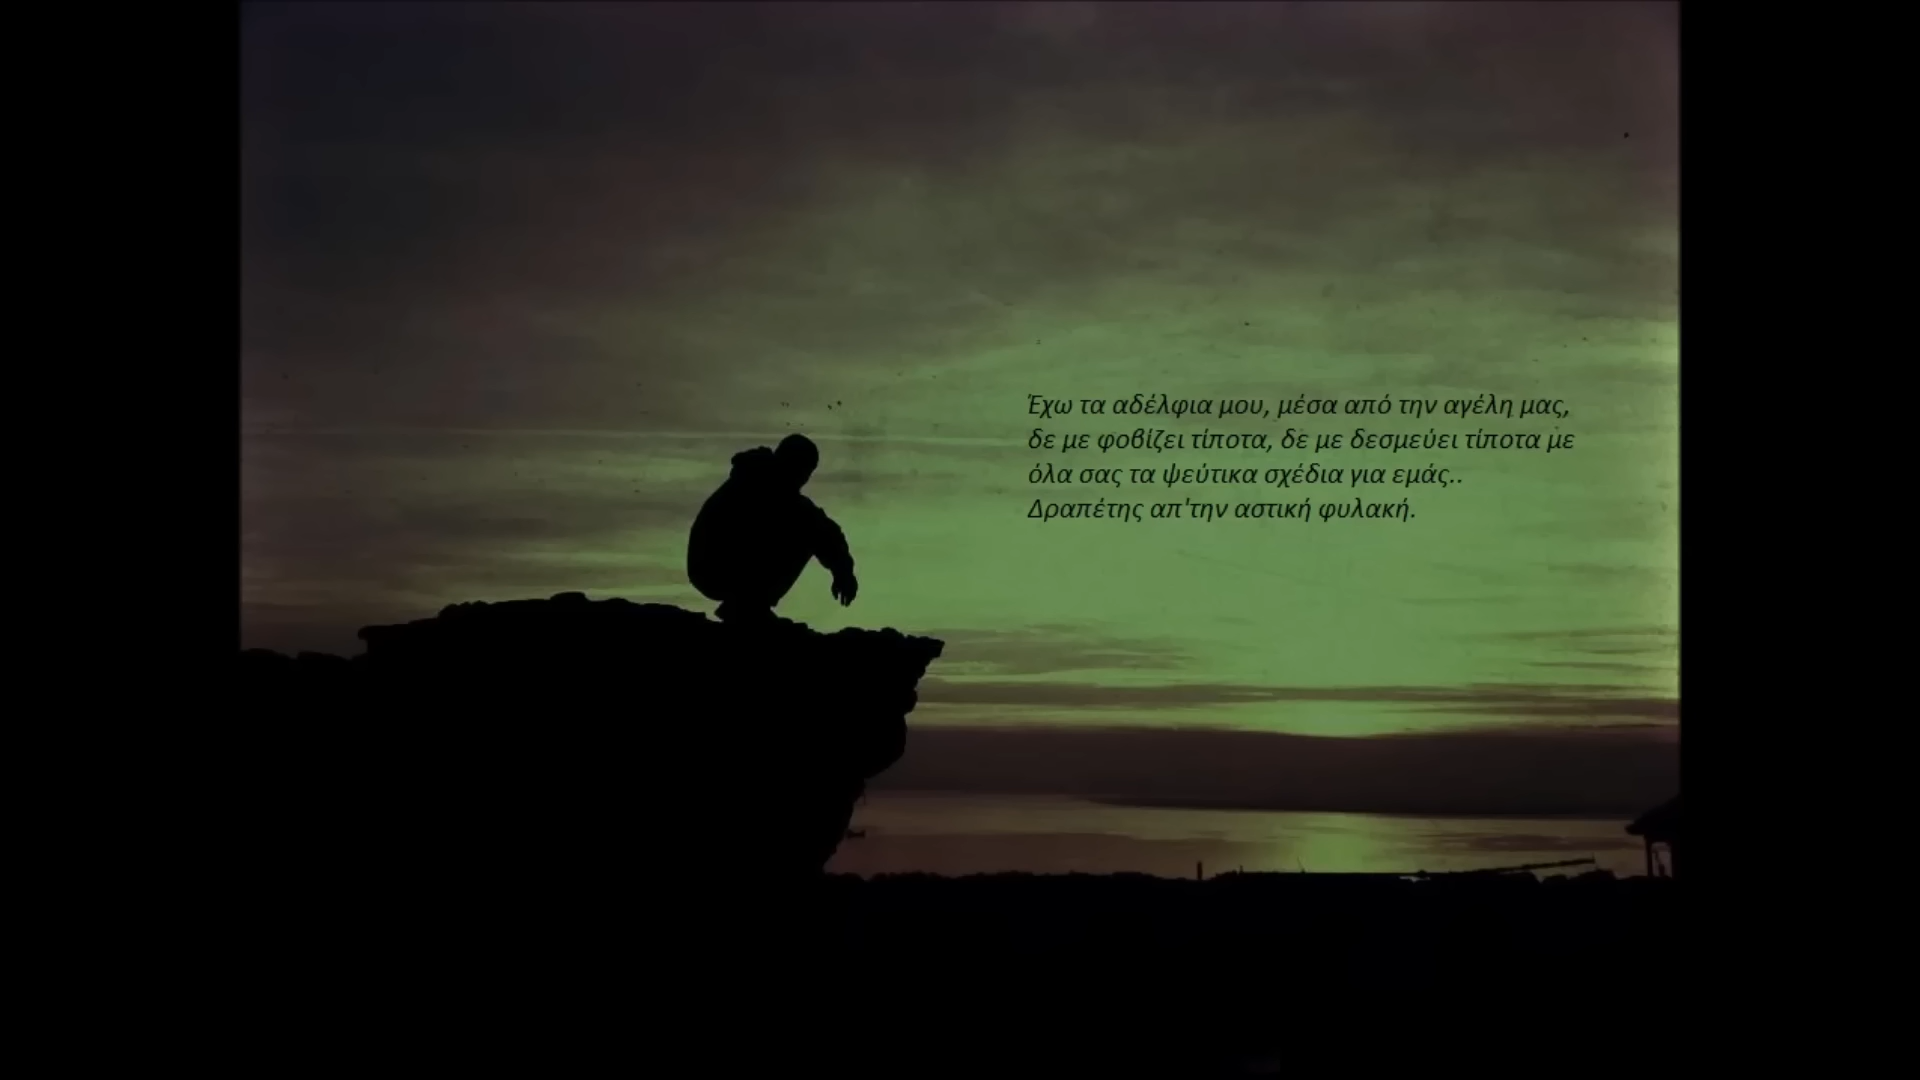 Έχω τα αδέλφια μου, μέσα από την αγέλη μας,
δε με φοβίζει τίποτα, δε με δεσμεύει τίποτα με
όλα σας τα ψεύτικα σχέδια για εμάς..
Δραπέτης απ'την αστική φυλακή.